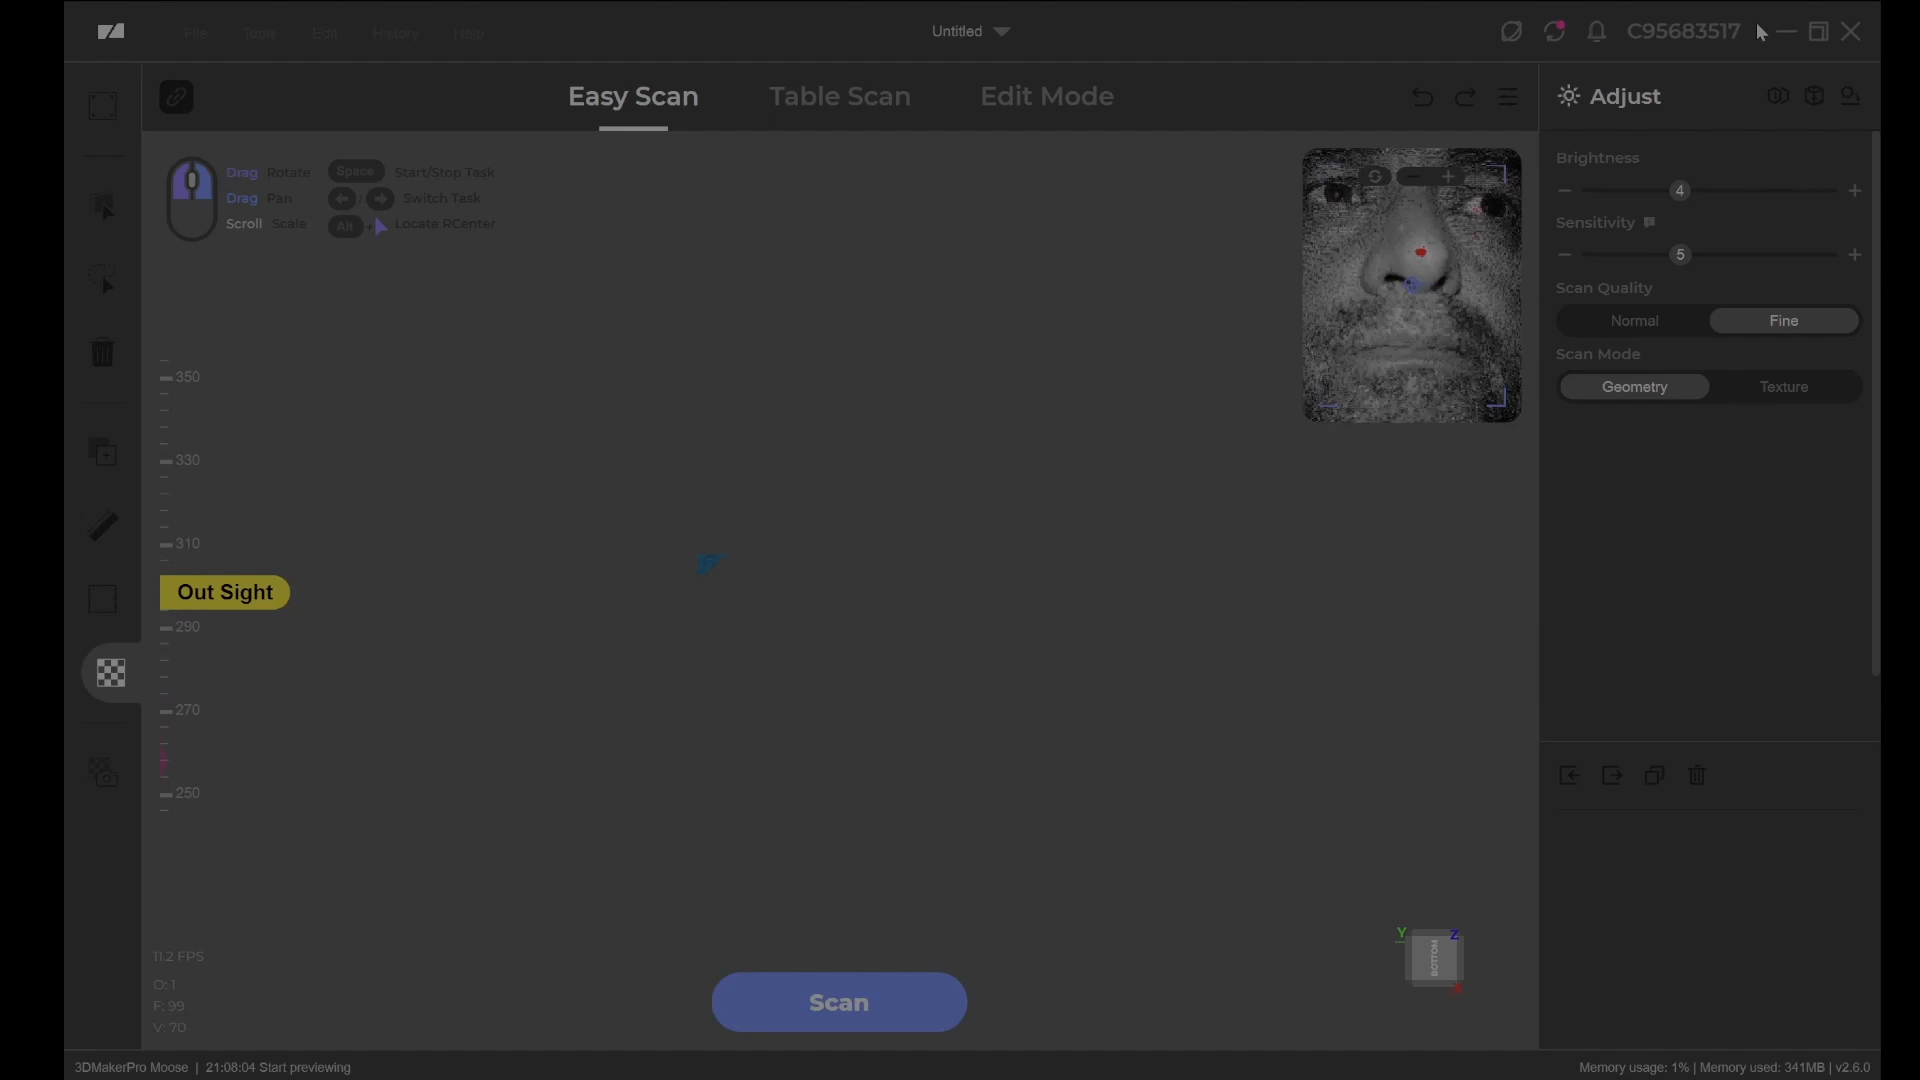 File Tools Edit History Help
Untitled
C95683517
Easy Scan Table Scan Edit Mode
Adjust
Drag Rotate Space Start/Stop Task
Drag Pan / Switch Task
Scroll Scale Alt + Locate RCenter
Brightness
4
Sensitivity
5
Scan Quality
Normal Fine
Scan Mode
Geometry Texture
350
330
310
Out Sight
290
270
250
11.2 FPS
O: 1
F: 99
V: 70
Scan
Y Z
BOTTOM
X
3DMakerPro Moose | 21:08:04 Start previewing
Memory usage: 1% | Memory used: 341MB | v2.6.0